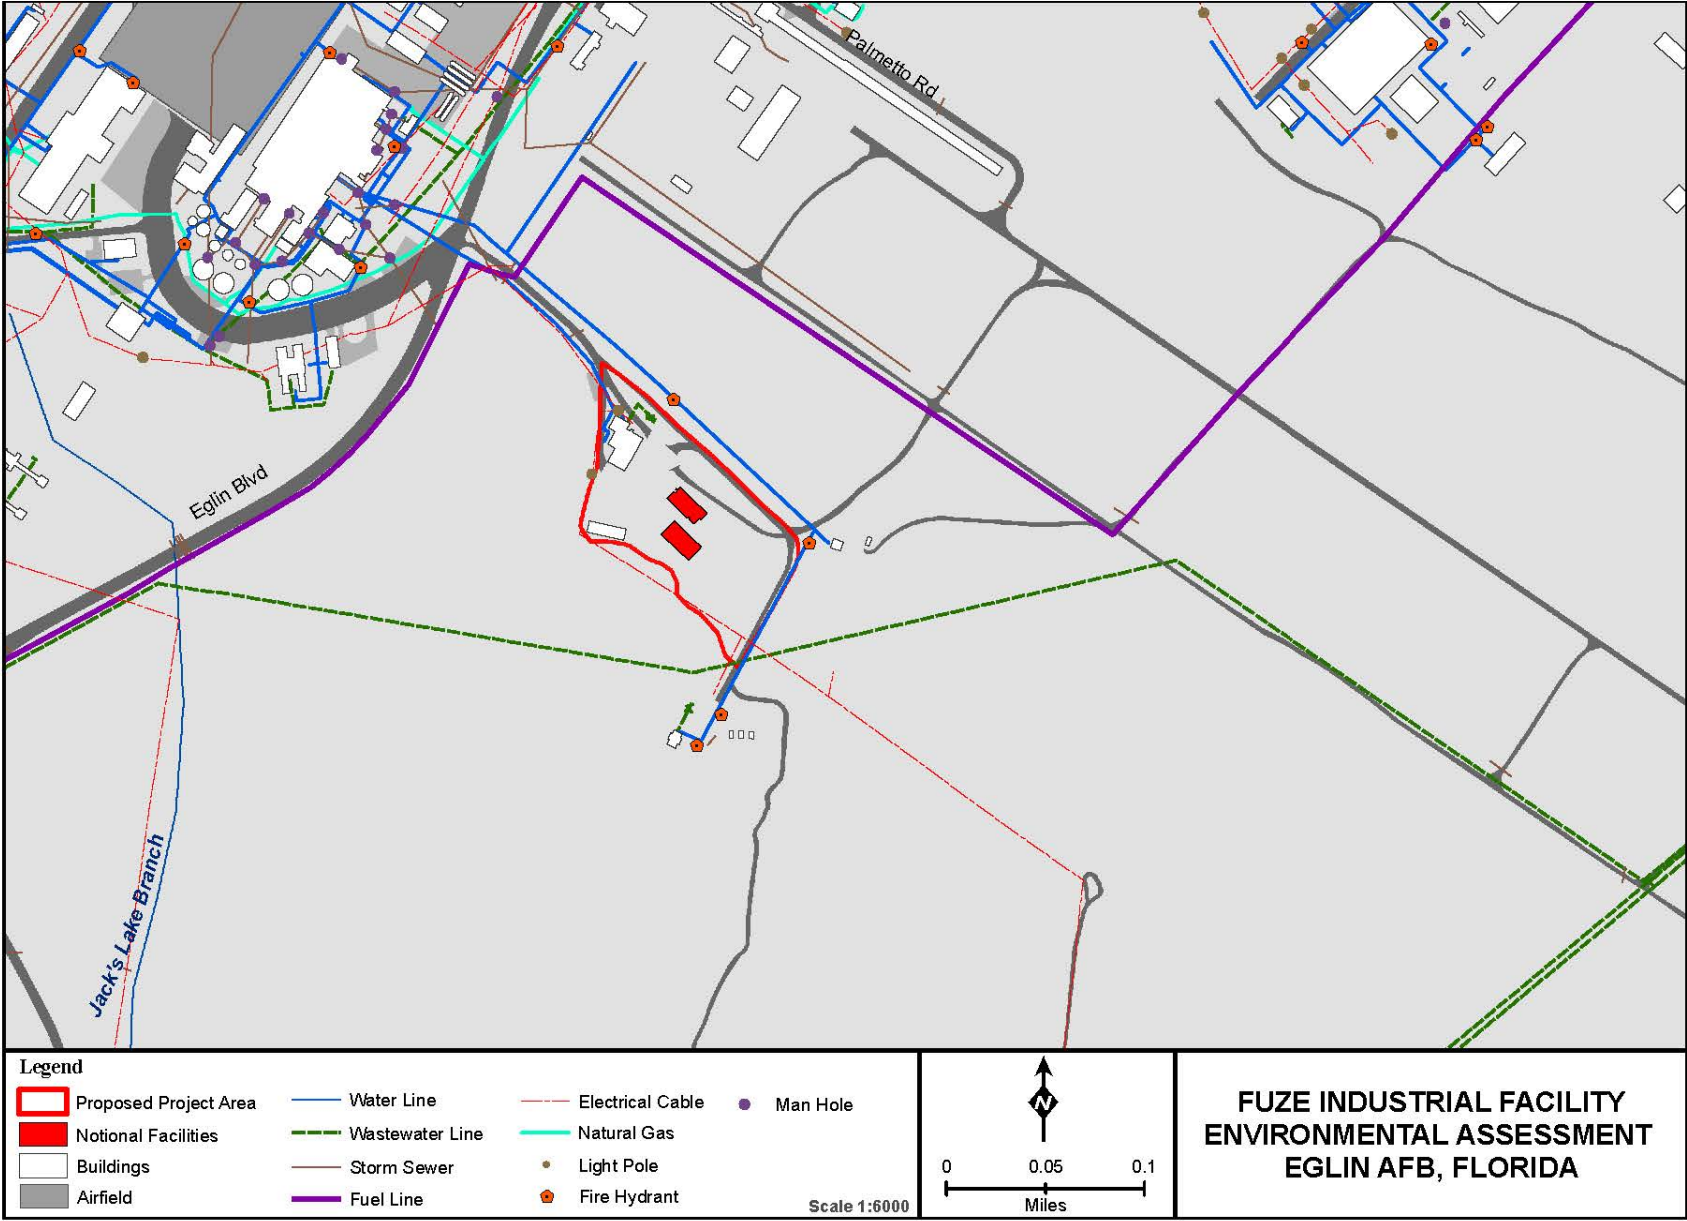 Palmetto Rd
Eglin Blvd
Jack's Lake Branch
Legend
Proposed Project Area
Notional Facilities
Buildings
Airfield
Water Line
Wastewater Line
Storm Sewer
Fuel Line
Electrical Cable
Natural Gas
Light Pole
Fire Hydrant
Man Hole
Scale 1:6000
N
0 0.05 0.1
Miles
FUZE INDUSTRIAL FACILITY
ENVIRONMENTAL ASSESSMENT
EGLIN AFB, FLORIDA